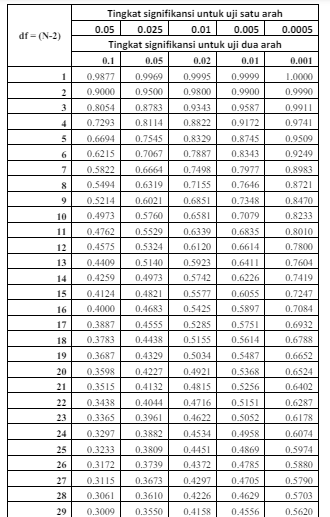 Tingkat signifikansi untuk uji satu arah
df = (N-2) 0.05 0.025 0.01 0.005 0.0005
Tingkat signifikansi untuk uji dua arah
0.1 0.05 0.02 0.01 0.001
1 0.9877 0.9969 0.9995 0.9999 1.0000
2 0.9000 0.9500 0.9800 0.9900 0.9990
3 0.8054 0.8783 0.9343 0.9587 0.9911
4 0.7293 0.8114 0.8822 0.9172 0.9741
5 0.6694 0.7545 0.8329 0.8745 0.9509
6 0.6215 0.7067 0.7887 0.8343 0.9249
7 0.5822 0.6664 0.7498 0.7977 0.8983
8 0.5494 0.6319 0.7155 0.7646 0.8721
9 0.5214 0.6021 0.6851 0.7348 0.8470
10 0.4973 0.5760 0.6581 0.7079 0.8233
11 0.4762 0.5529 0.6339 0.6835 0.8010
12 0.4575 0.5324 0.6120 0.6614 0.7800
13 0.4409 0.5140 0.5923 0.6411 0.7604
14 0.4259 0.4973 0.5742 0.6226 0.7419
15 0.4124 0.4821 0.5577 0.6055 0.7247
16 0.4000 0.4683 0.5425 0.5897 0.7084
17 0.3887 0.4555 0.5285 0.5751 0.6932
18 0.3783 0.4438 0.5155 0.5614 0.6788
19 0.3687 0.4329 0.5034 0.5487 0.6652
20 0.3598 0.4227 0.4921 0.5368 0.6524
21 0.3515 0.4132 0.4815 0.5256 0.6402
22 0.3438 0.4044 0.4716 0.5151 0.6287
23 0.3365 0.3961 0.4622 0.5052 0.6178
24 0.3297 0.3882 0.4534 0.4958 0.6074
25 0.3233 0.3809 0.4451 0.4869 0.5974
26 0.3172 0.3739 0.4372 0.4785 0.5880
27 0.3115 0.3673 0.4297 0.4705 0.5790
28 0.3061 0.3610 0.4226 0.4629 0.5703
29 0.3009 0.3550 0.4158 0.4556 0.5620